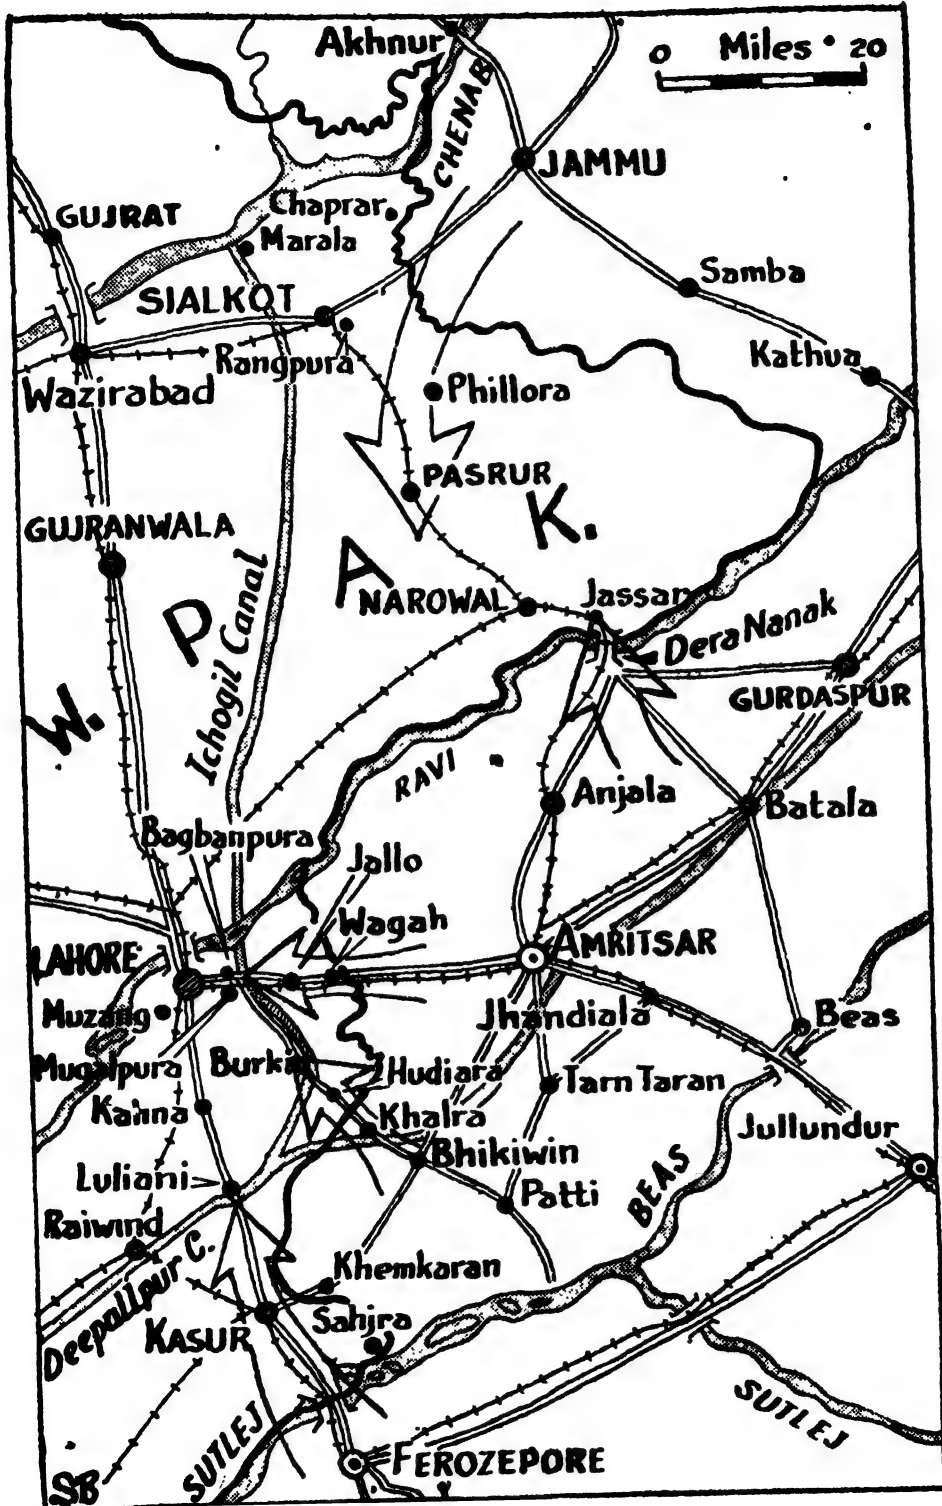 Akhnur
0 Miles 20
CHENAB
JAMMU
GUJRAT
Chaprar
Marala
Samba
SIALKOT
Rangpura
Kathua
Wazirabad
Phillora
PASRUR
GUJRANWALA
W. P A K.
Ichogil Canal
NAROWAL
Jassar
Dera Nanak
GURDASPUR
RAVI
Anjala
Batala
Bagbanpura
Jallo
Wagah
LAHORE
AMRITSAR
Muzang
Jhandiala
Beas
Mugalpura
Burki
Hudiara
Tarn Taran
Kahna
Khalra
Jullundur
Bhikiwin
Luliani
Patti
BEAS
Raiwind
Deepallpur C.
Khemkaran
KASUR
Sahjra
SUTLEJ
SUTLEJ
FEROZEPORE
SB